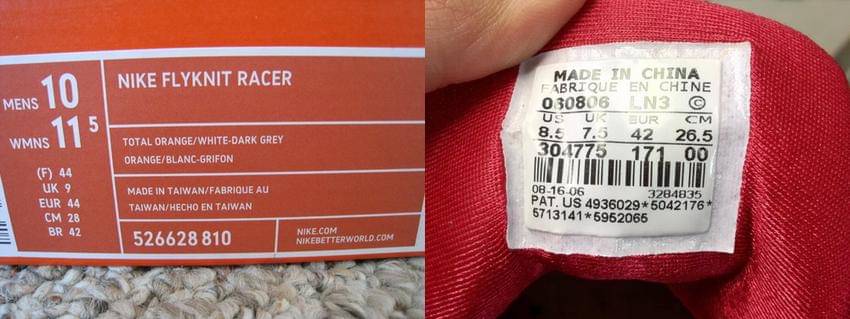 MENS 10
WMNS 11 5
(F) 44
UK 9
EUR 44
CM 28
BR 42
NIKE FLYKNIT RACER
TOTAL ORANGE/WHITE-DARK GREY
ORANGE/BLANC-GRIFON
MADE IN TAIWAN/FABRIQUE AU
TAIWAN/HECHO EN TAIWAN
526628 810
NIKE.COM
NIKEBETTERWORLD.COM
MADE IN CHINA
FABRIQUE EN CHINE
060806 LN3 ©
US UK EUR CM
8.5 7.5 42 26.5
304775 171 00
08-16-06 3284835
PAT. US 4936029*5042176*
5713141*5952065